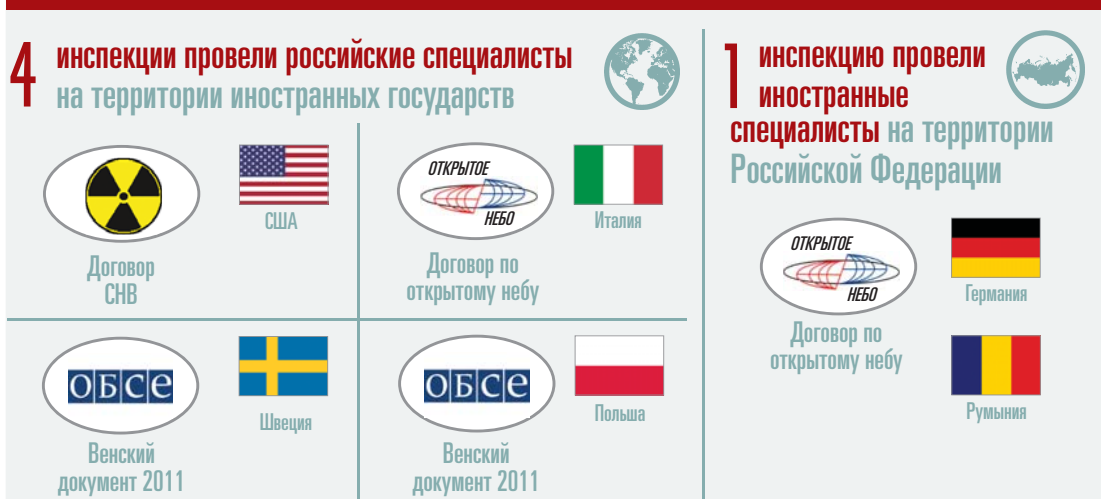 4 инспекции провели российские специалисты
на территории иностранных государств
США
Договор
СНВ
ОТКРЫТОЕ
НЕБО
Италия
Договор по
открытому небу
ОБСЕ
Швеция
Венский
документ 2011
ОБСЕ
Польша
Венский
документ 2011
1 инспекцию провели
иностранные
специалисты на территории
Российской Федерации
ОТКРЫТОЕ
НЕБО
Германия
Договор по
открытому небу
Румыния